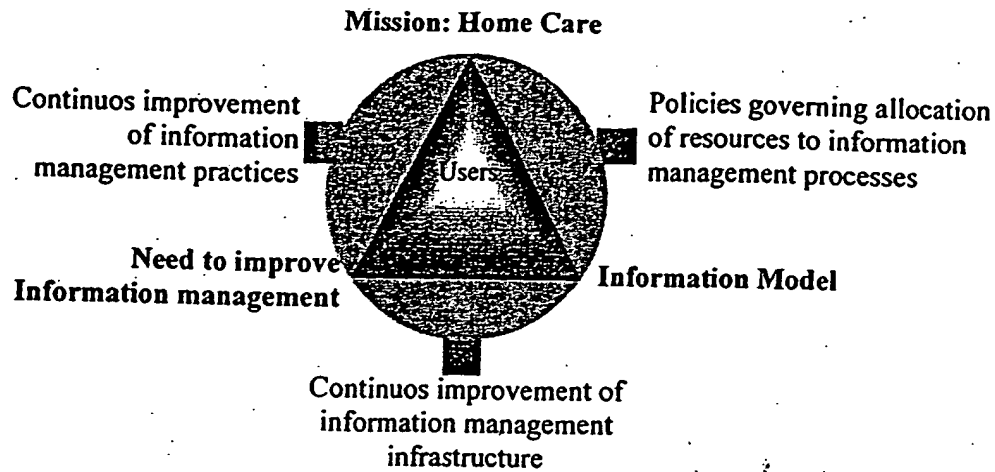 Mission: Home Care
Continuos improvement
of information
management practices
Policies governing allocation
of resources to information
management processes
Users
Need to improve
Information management
Information Model
Continuos improvement of
information management
infrastructure